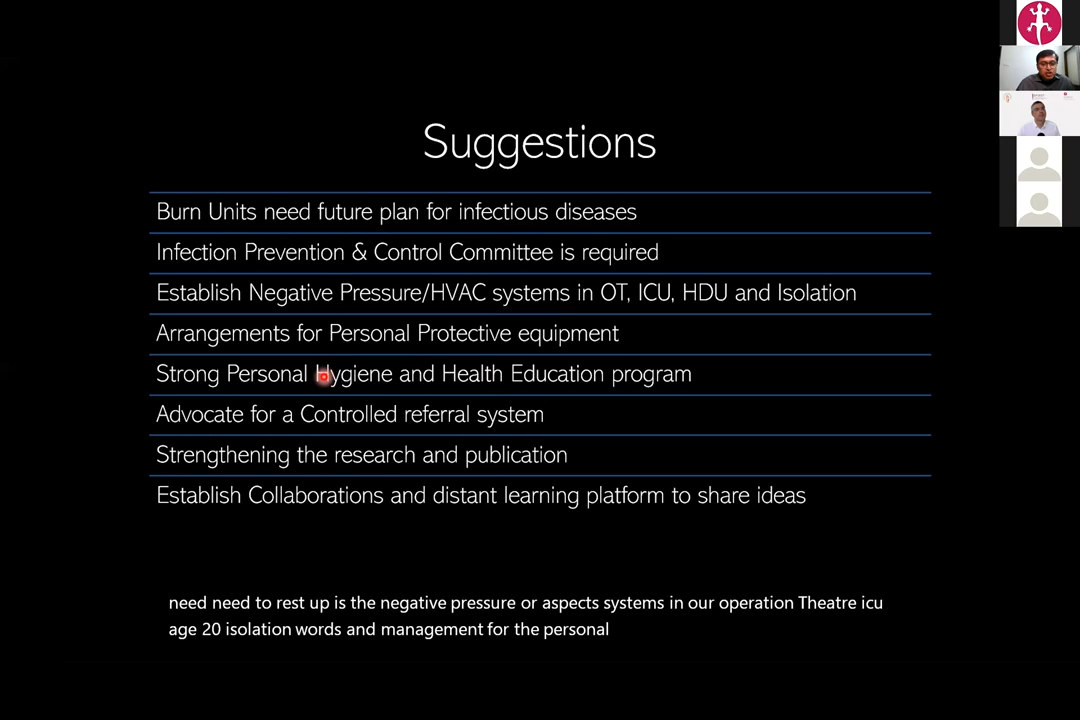 Suggestions
Burn Units need future plan for infectious diseases
Infection Prevention & Control Committee is required
Establish Negative Pressure/HVAC systems in OT, ICU, HDU and Isolation
Arrangements for Personal Protective equipment
Strong Personal Hygiene and Health Education program
Advocate for a Controlled referral system
Strengthening the research and publication
Establish Collaborations and distant learning platform to share ideas
need need to rest up is the negative pressure or aspects systems in our operation Theatre icu
age 20 isolation words and management for the personal